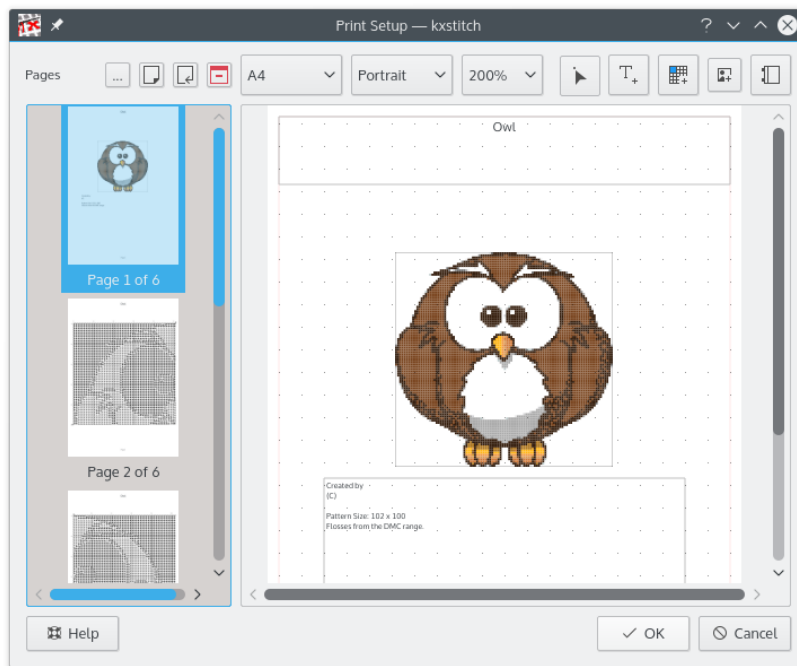 Print Setup — kxstitch
?
Pages
...
A4
Portrait
200%
T+
Page 1 of 6
Page 2 of 6
Owl
Created by
(C)
Pattern Size: 102 x 100
Flosses from the DMC range.
Help
OK
Cancel